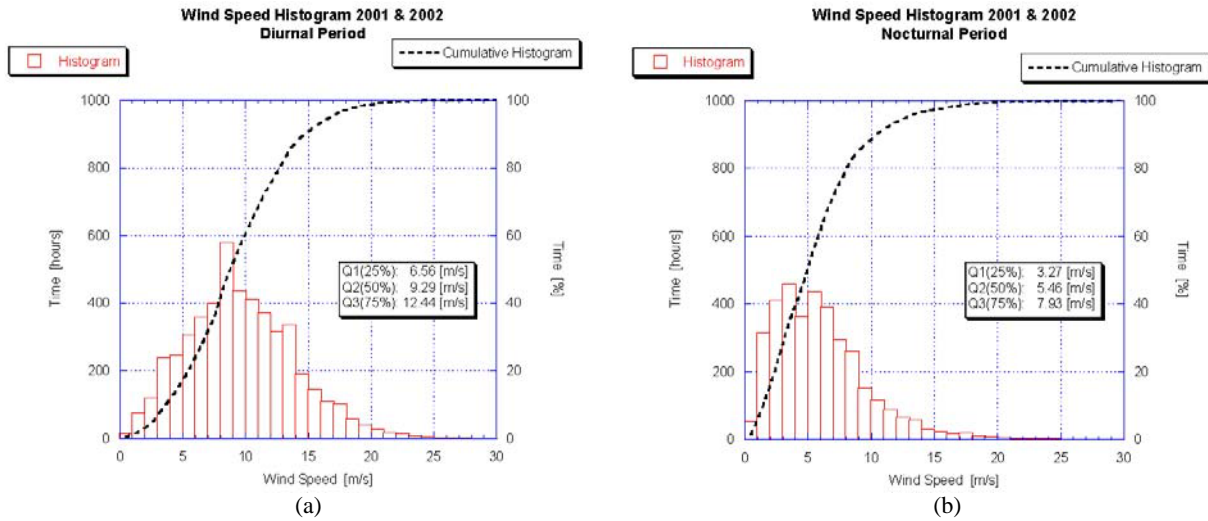 Wind Speed Histogram 2001 & 2002
Diurnal Period
Histogram
Cumulative Histogram
1000
800
600
400
200
0
Time [hours]
100
80
60
40
20
0
Time [%]
Q1(25%): 6.56 [m/s]
Q2(50%): 9.29 [m/s]
Q3(75%): 12.44 [m/s]
0 5 10 15 20 25 30
Wind Speed [m/s]
(a)
Wind Speed Histogram 2001 & 2002
Nocturnal Period
Histogram
Cumulative Histogram
1000
800
600
400
200
0
Time [hours]
100
80
60
40
20
0
Time [%]
Q1(25%): 3.27 [m/s]
Q2(50%): 5.46 [m/s]
Q3(75%): 7.93 [m/s]
0 5 10 15 20 25 30
Wind Speed [m/s]
(b)